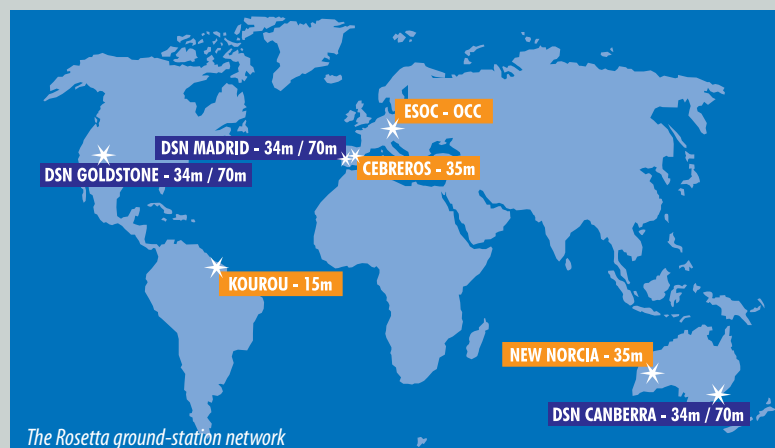 ESOC - OCC
DSN MADRID - 34m / 70m
CEBREROS - 35m
DSN GOLDSTONE - 34m / 70m
KOUROU - 15m
NEW NORCIA - 35m
DSN CANBERRA - 34m / 70m
The Rosetta ground-station network